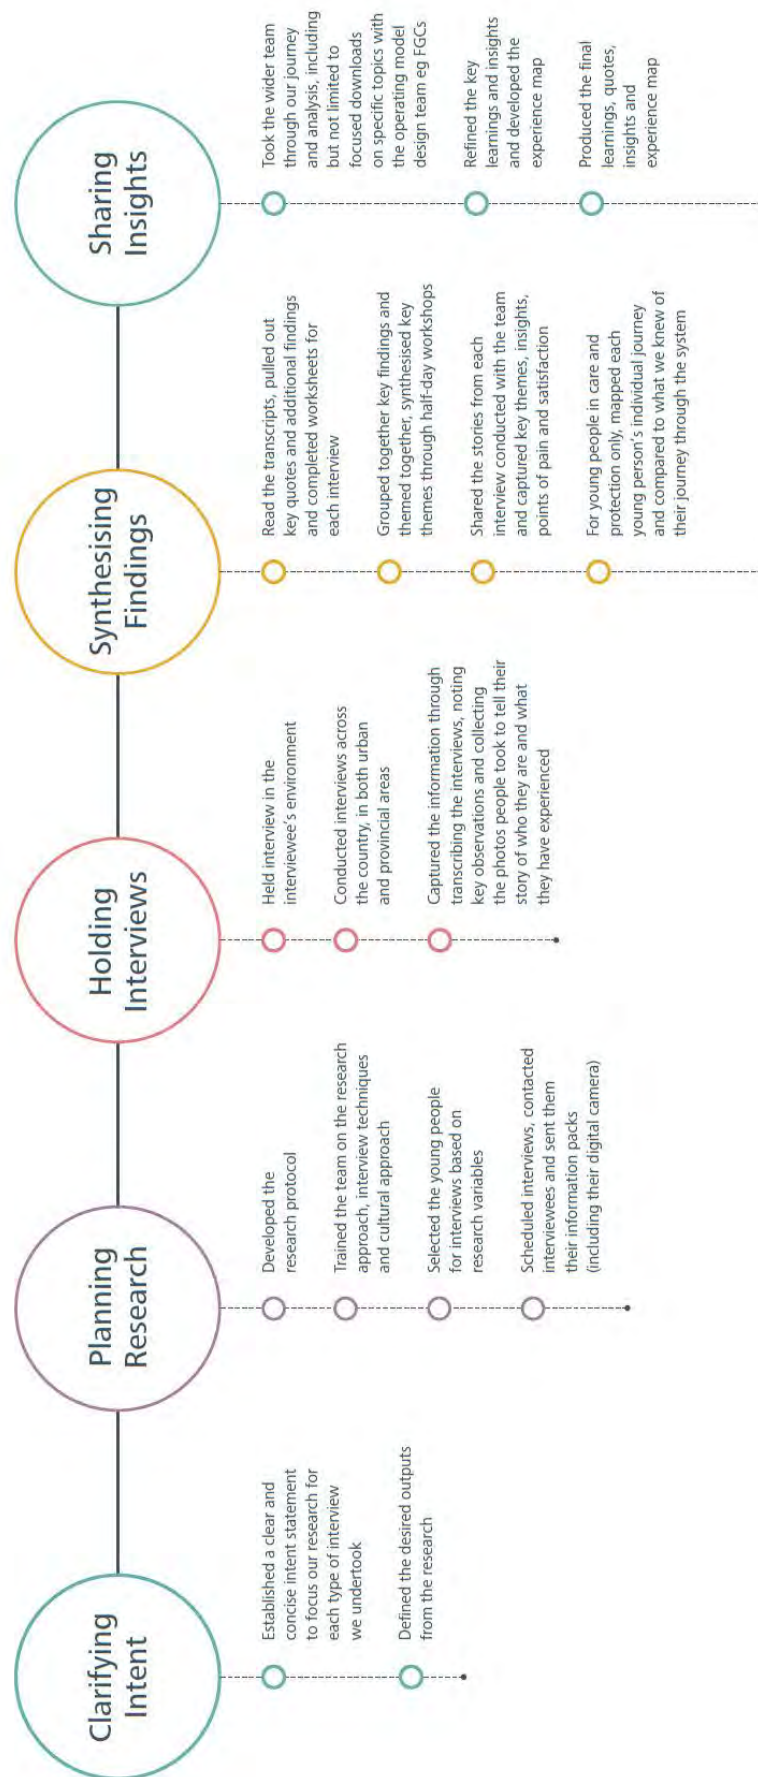 Clarifying
Intent
Established a clear and
concise intent statement
to focus our research for
each type of interview
we undertook
Defined the desired outputs
from the research
Planning
Research
Developed the
research protocol
Trained the team on the research
approach, interview techniques
and cultural approach
Selected the young people
for interviews based on
research variables
Scheduled interviews, contacted
interviewees and sent them
their information packs
(including their digital camera)
Holding
Interviews
Held interview in the
interviewee's environment
Conducted interviews across
the country, in both urban
and provincial areas
Captured the information through
transcribing the interviews, noting
key observations and collecting
the photos people took to tell their
story of who they are and what
they have experienced
Synthesising
Findings
Read the transcripts, pulled out
key quotes and additional findings
and completed worksheets for
each interview
Grouped together key findings and
themed together, synthesised key
themes through half-day workshops
Shared the stories from each
interview conducted with the team
and captured key themes, insights,
points of pain and satisfaction
For young people in care and
protection only, mapped each
young person's individual journey
and compared to what we knew of
their journey through the system
Sharing
Insights
Took the wider team
through our journey
and analysis, including
but not limited to
focused downloads
on specific topics with
the operating model
design team eg FGCs
Refined the key
learnings and insights
and developed the
experience map
Produced the final
learnings, quotes,
insights and
experience map